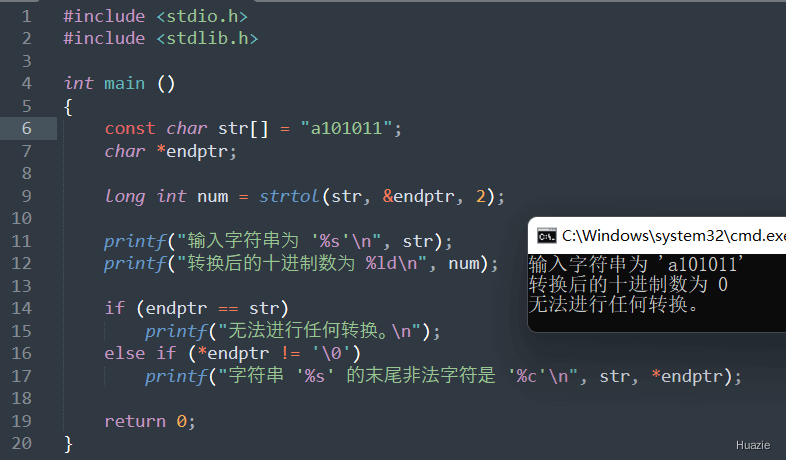 1 #include <stdio.h>
2 #include <stdlib.h>
3
4 int main ()
5 {
6     const char str[] = "a101011";
7     char *endptr;
8
9     long int num = strtol(str, &endptr, 2);
10
11     printf("输入字符串为 '%s'\n", str);
12     printf("转换后的十进制数为 %ld\n", num);
13
14     if (endptr == str)
15         printf("无法进行任何转换。\n");
16     else if (*endptr != '\0')
17         printf("字符串 '%s' 的末尾非法字符是 '%c'\n", str, *endptr);
18
19     return 0;
20 }
C:\Windows\system32\cmd.exe
输入字符串为 'a101011'
转换后的十进制数为 0
无法进行任何转换。
Huazie